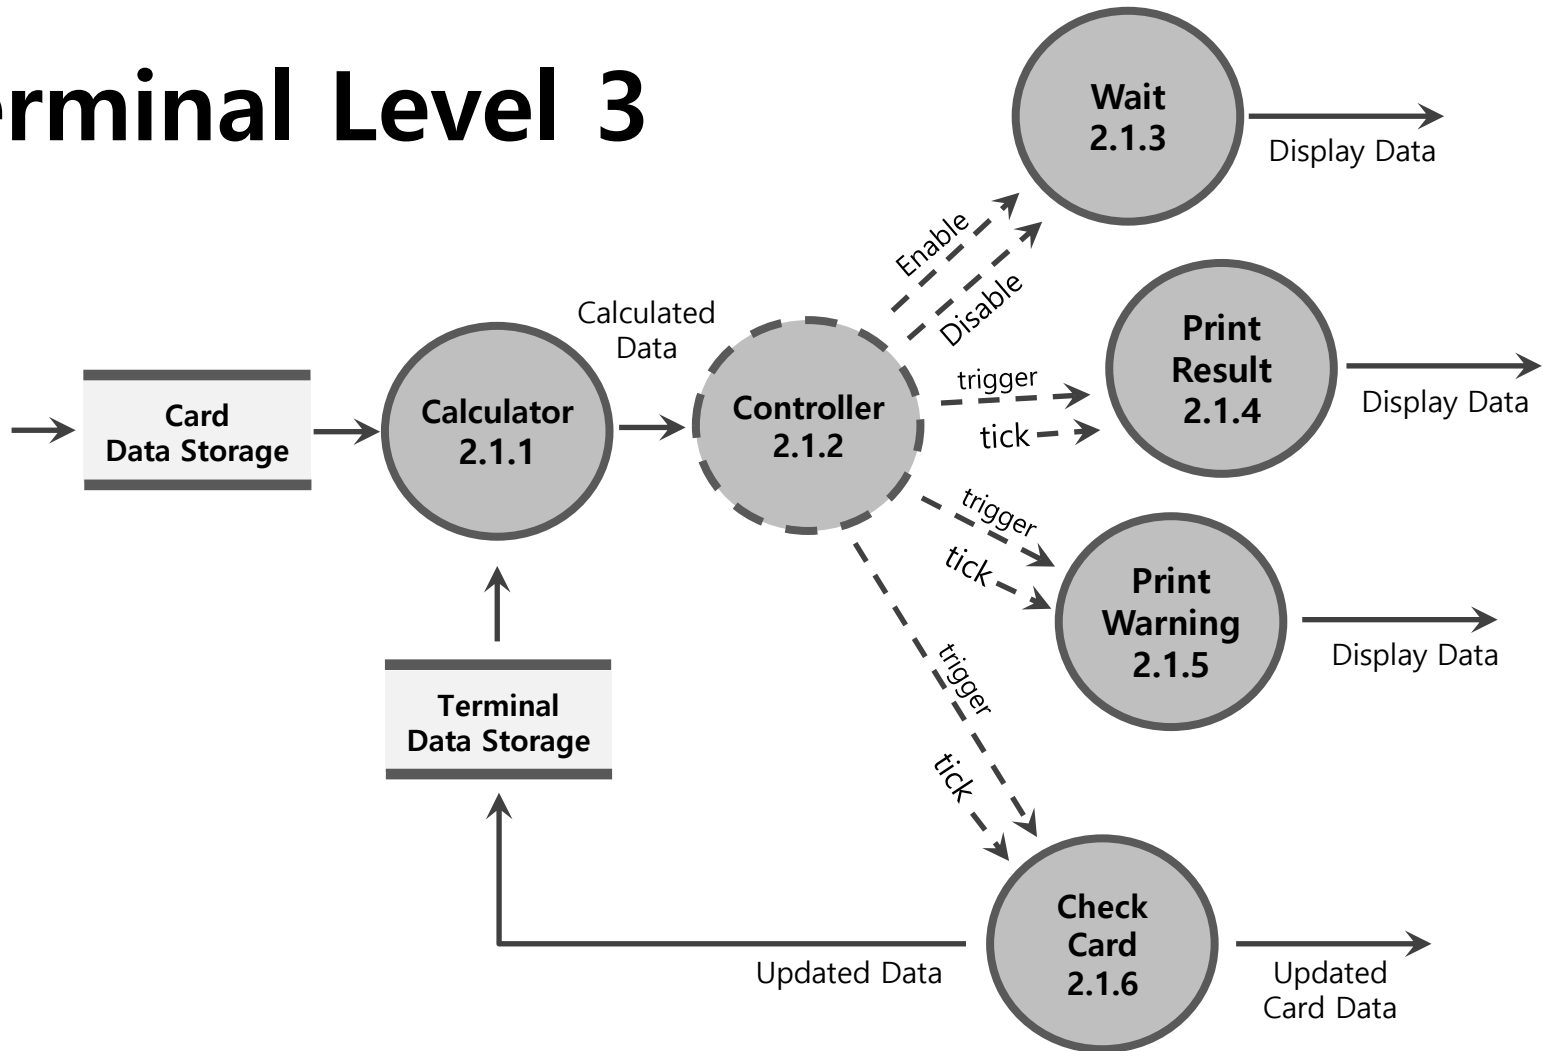 erminal Level 3
Wait
2.1.3
Display Data
Enable
Disable
Calculated
Data
Print
Result
2.1.4
Display Data
trigger
tick
Card
Data Storage
Calculator
2.1.1
Controller
2.1.2
trigger
tick
Print
Warning
2.1.5
Display Data
Terminal
Data Storage
trigger
tick
Check
Card
2.1.6
Updated Data
Updated
Card Data